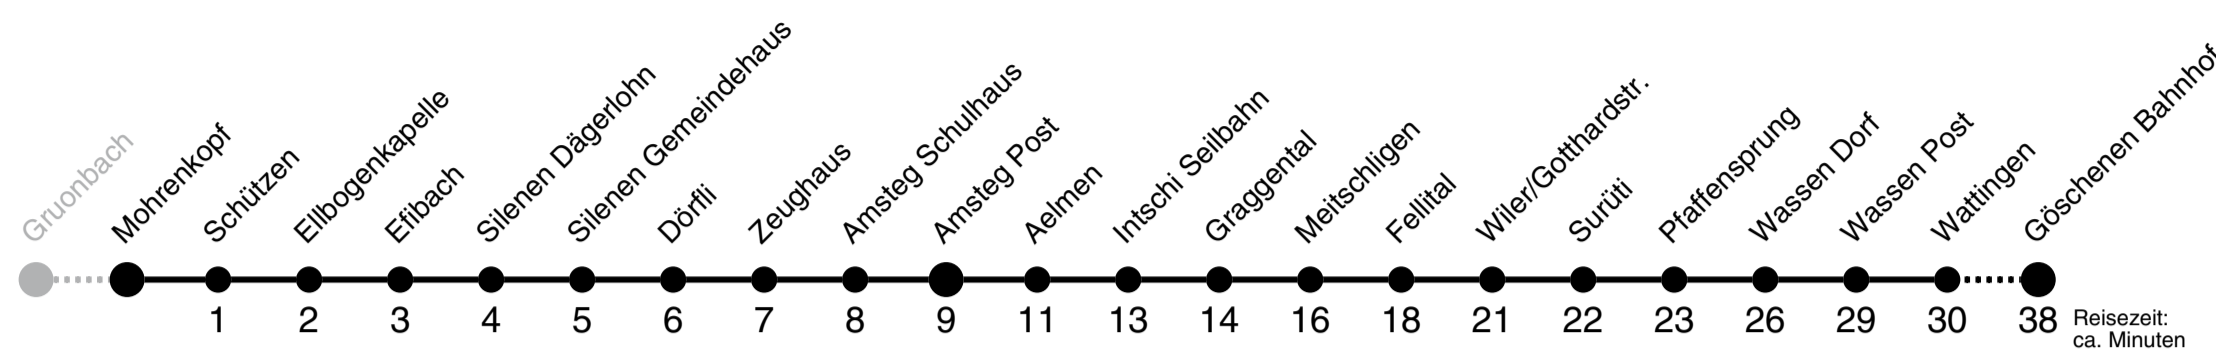 Gruonbach
Mohrenkopf
Schützen
Ellbogenkapelle
Efibach
Silenen Dägerlohn
Silenen Gemeindehaus
Dörfli
Zeughaus
Amsteg Schulhaus
Amsteg Post
Aelmen
Intschi Seilbahn
Graggental
Meitschligen
Fellital
Wiler/Gotthardstr.
Surüti
Pfaffensprung
Wassen Dorf
Wassen Post
Wattingen
Göschenen Bahnhof
1 2 3 4 5 6 7 8 9 11 13 14 16 18 21 22 23 26 29 30 38
Reisezeit:
ca. Minuten